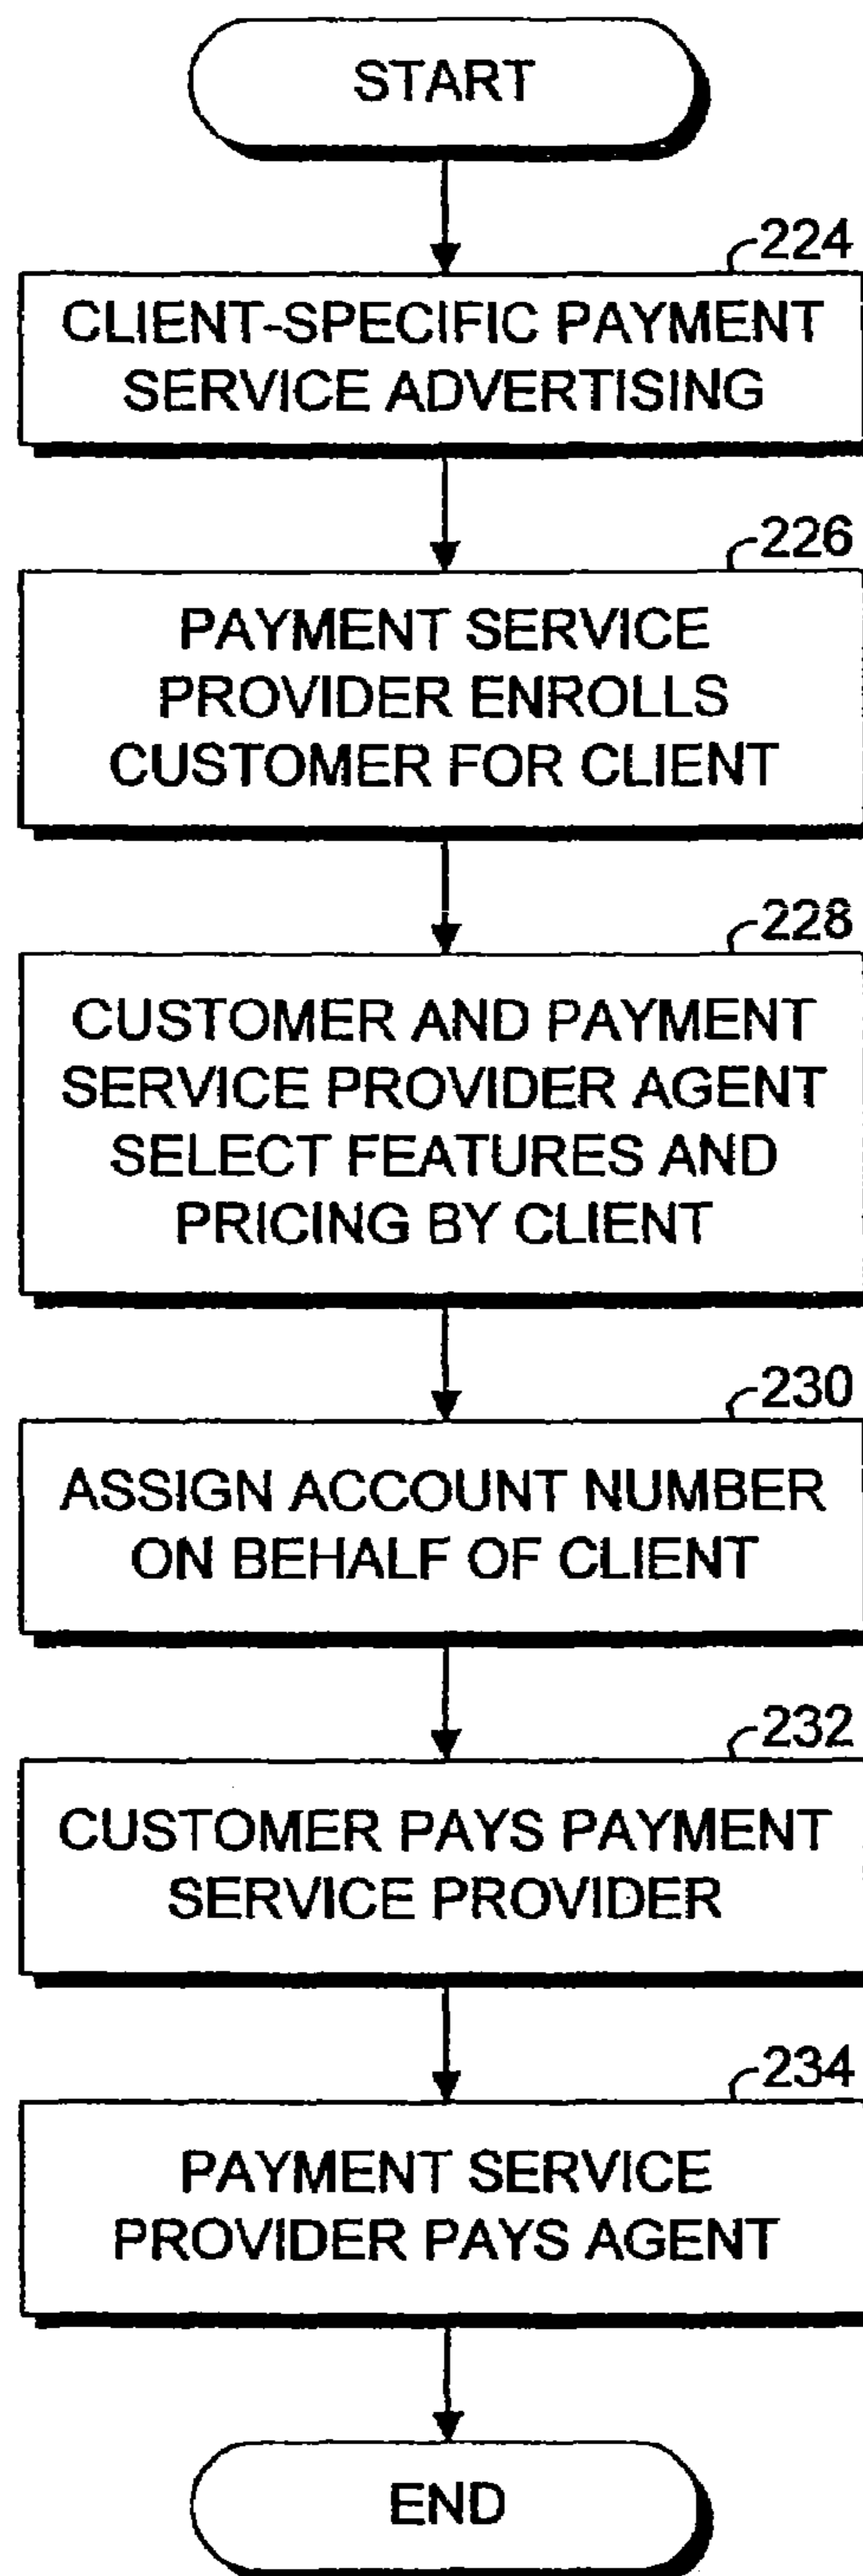 START
224
CLIENT-SPECIFIC PAYMENT
SERVICE ADVERTISING
226
PAYMENT SERVICE
PROVIDER ENROLLS
CUSTOMER FOR CLIENT
228
CUSTOMER AND PAYMENT
SERVICE PROVIDER AGENT
SELECT FEATURES AND
PRICING BY CLIENT
230
ASSIGN ACCOUNT NUMBER
ON BEHALF OF CLIENT
232
CUSTOMER PAYS PAYMENT
SERVICE PROVIDER
234
PAYMENT SERVICE
PROVIDER PAYS AGENT
END